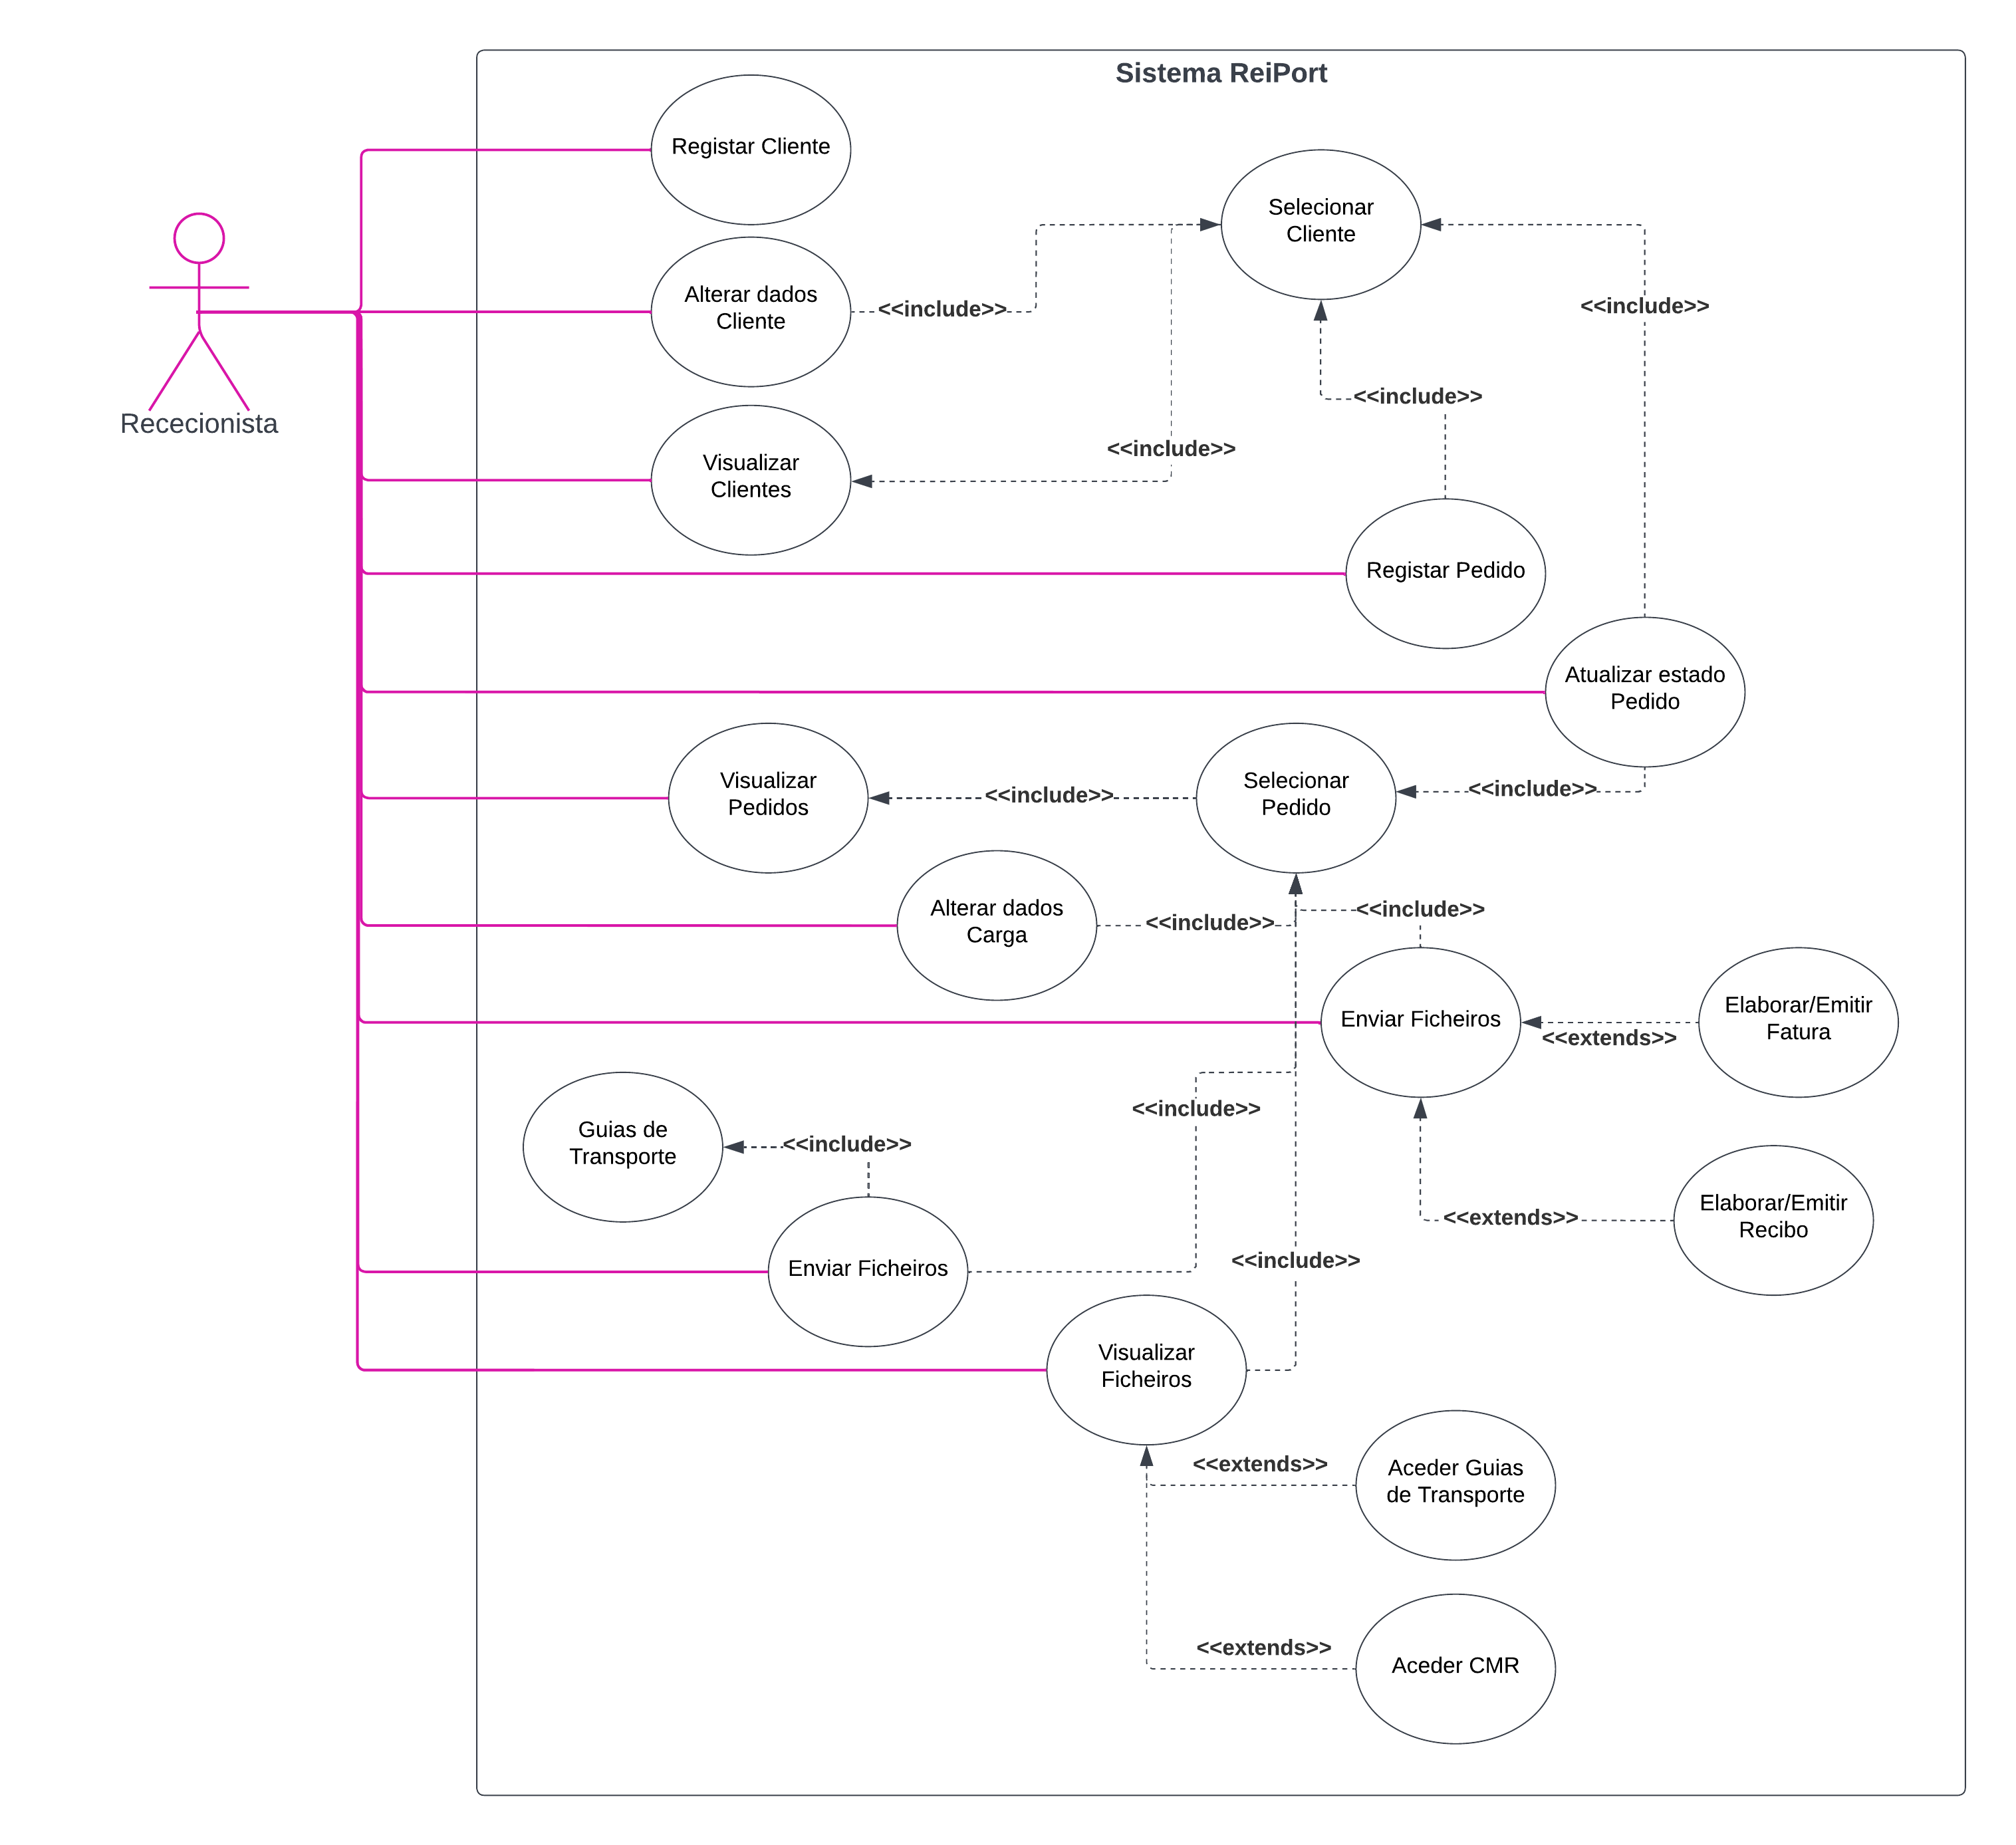 Sistema ReiPort
Registar Cliente
Selecionar
Cliente
Alterar dados
Cliente
<<include>>
<<include>>
<<include>>
Rececionista
Visualizar
Clientes
<<include>>
Registar Pedido
Atualizar estado
Pedido
Visualizar
Pedidos
<<include>>
Selecionar
Pedido
<<include>>
Alterar dados
Carga
<<include>>
<<include>>
Enviar Ficheiros
<<extends>>
Elaborar/Emitir
Fatura
Guias de
Transporte
<<include>>
<<include>>
Enviar Ficheiros
<<include>>
<<extends>>
Elaborar/Emitir
Recibo
Visualizar
Ficheiros
<<extends>>
Aceder Guias
de Transporte
<<extends>>
Aceder CMR